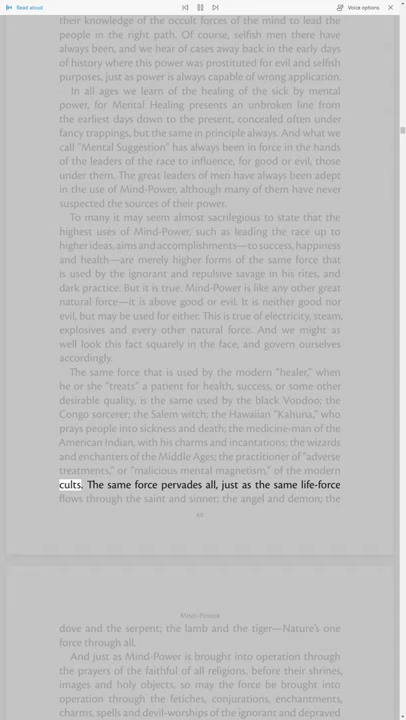 Read aloud
Voice options
their knowledge of the occult forces of the mind to lead the
people in the right path. Of course, selfish men there have
always been, and we hear of cases away back in the early days
of history where this power was prostituted for evil and selfish
purposes, just as power is always capable of wrong application.
In all ages we learn of the healing of the sick by mental
power, for Mental Healing presents an unbroken line from
the earliest days down to the present, concealed often under
fancy trappings, but the same in principle always. And what we
call "Mental Suggestion" has always been in force in the hands
of the leaders of the race to influence, for good or evil, those
under them. The great leaders of men have always been adept
in the use of Mind-Power, although many of them have never
suspected the sources of their power.
To many it may seem almost sacrilegious to state that the
highest uses of Mind-Power, such as leading the race up to
higher ideas, aims and accomplishments—to success, happiness
and health—are merely higher forms of the same force that
is used by the ignorant and repulsive savage in his rites, and
dark practice. But it is true. Mind-Power is like any other great
natural force—it is above good or evil. It is neither good nor
evil, but may be used for either. This is true of electricity, steam,
explosives and every other natural force. And we might as
well look this fact squarely in the face, and govern ourselves
accordingly.
The same force that is used by the modern "healer," when
he or she "treats" a patient for health, success, or some other
desirable quality, is the same used by the black Voodoo; the
Congo sorcerer; the Salem witch; the Hawaiian "Kahuna," who
prays people into sickness and death; the medicine-man of the
American Indian, with his charms and incantations; the wizards
and enchanters of the Middle Ages; the practitioner of "adverse
treatments," or "malicious mental magnetism," of the modern
cults. The same force pervades all, just as the same life-force
flows through the saint and sinner; the angel and demon; the
Mind-Power
dove and the serpent; the lamb and the tiger—Nature's one
force through all.
And just as Mind-Power is brought into operation through
the prayers of the faithful of all religions, before their shrines,
images and holy objects, so may the force be brought into
operation through the fetiches, conjurations, enchantments,
charms, spells and devil-worships of the ignorant and depraved